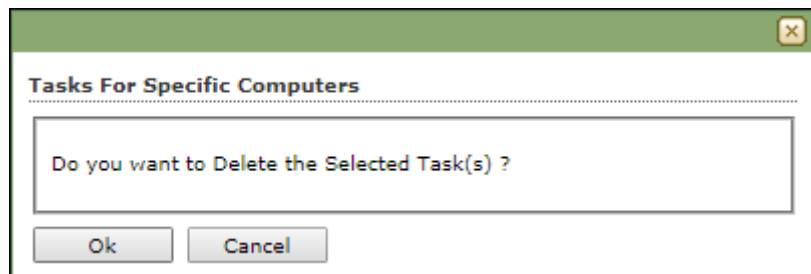 Tasks For Specific Computers
Do you want to Delete the Selected Task(s) ?
Ok Cancel